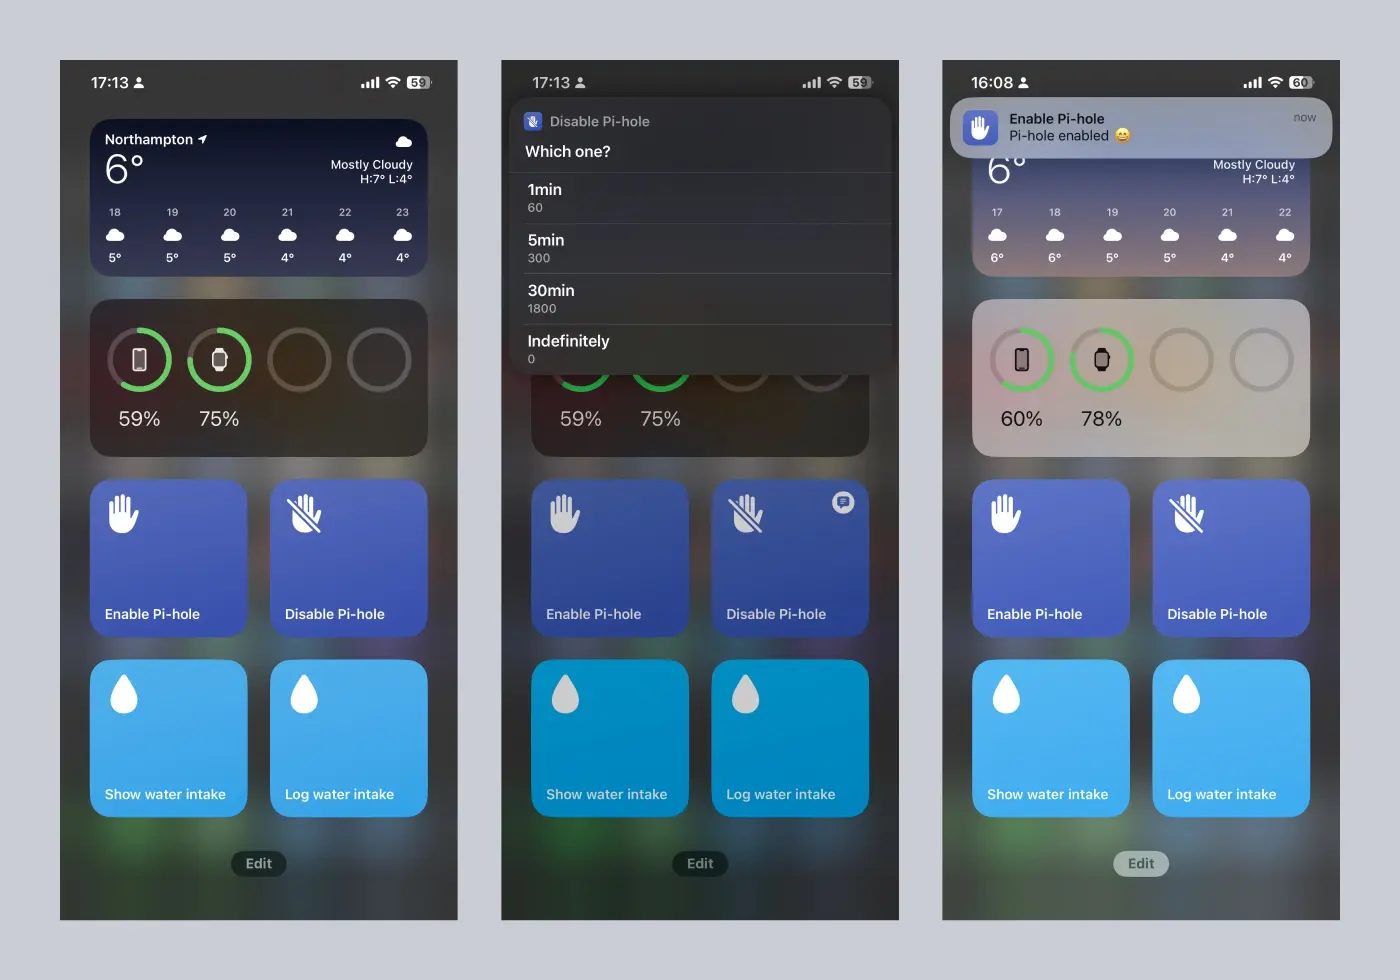 17:13
59
Northampton
6°
Mostly Cloudy
H:7° L:4°
18 19 20 21 22 23
5° 5° 5° 4° 4° 4°
59% 75%
Enable Pi-hole
Disable Pi-hole
Show water intake
Log water intake
Edit
17:13
59
Disable Pi-hole
Which one?
1min
60
5min
300
30min
1800
Indefinitely
0
59% 75%
Enable Pi-hole
Disable Pi-hole
Show water intake
Log water intake
Edit
16:08
60
Enable Pi-hole
now
Pi-hole enabled 😄
6°
Mostly Cloudy
H:7° L:4°
17 18 19 20 21 22
6° 6° 5° 5° 4° 4°
60% 78%
Enable Pi-hole
Disable Pi-hole
Show water intake
Log water intake
Edit